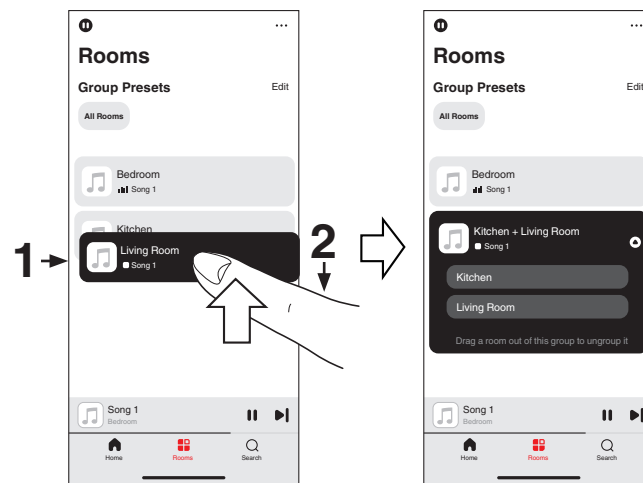 Rooms
Group Presets
Edit
All Rooms
Bedroom
Song 1
Kitchen
Living Room
Song 1
1
2
Song 1
Bedroom
Home
Rooms
Search
Rooms
Group Presets
Edit
All Rooms
Bedroom
Song 1
Kitchen + Living Room
Song 1
Kitchen
Living Room
Drag a room out of this group to ungroup it
Song 1
Bedroom
Home
Rooms
Search